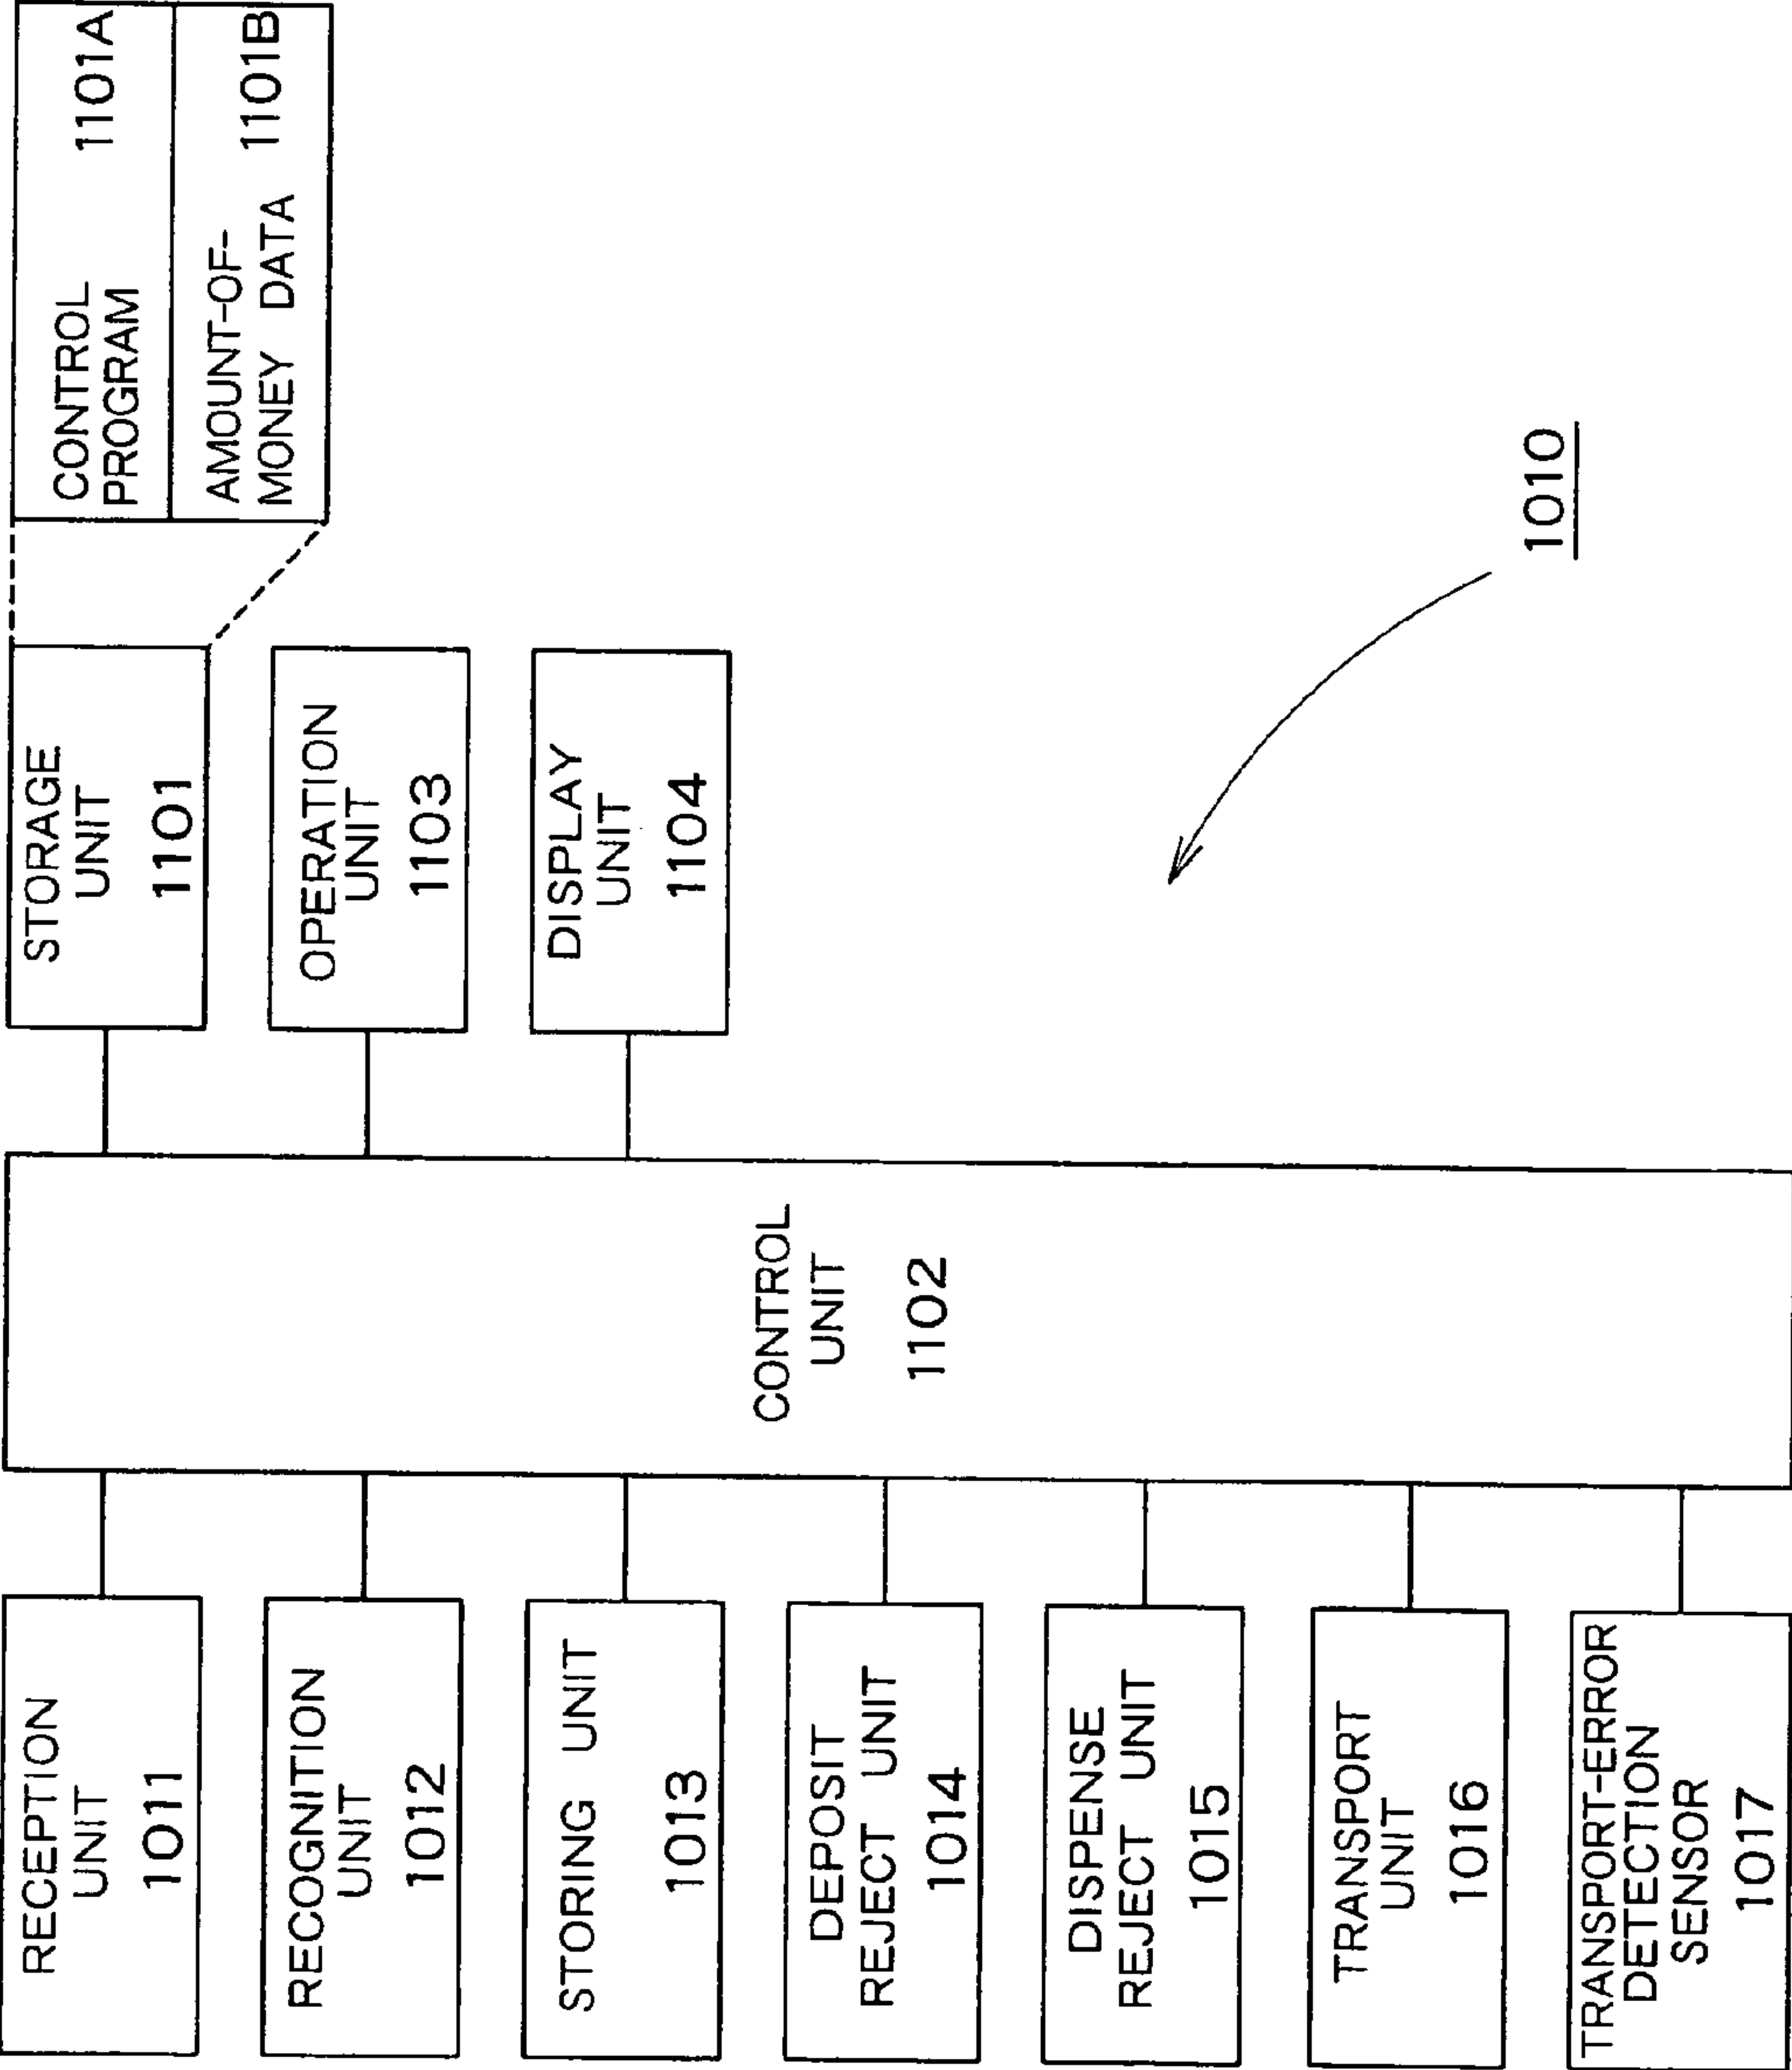 RECEPTION
UNIT
1011
RECOGNITION
UNIT
1012
STORING UNIT
1013
DEPOSIT
REJECT UNIT
1014
DISPENSE
REJECT UNIT
1015
TRANSPORT
UNIT
1016
TRANSPORT-ERROR
DETECTION
SENSOR
1017
CONTROL
UNIT
1102
STORAGE
UNIT
1101
OPERATION
UNIT
1103
DISPLAY
UNIT
1104
CONTROL
PROGRAM 1101A
AMOUNT-OF-
MONEY DATA 1101B
1010